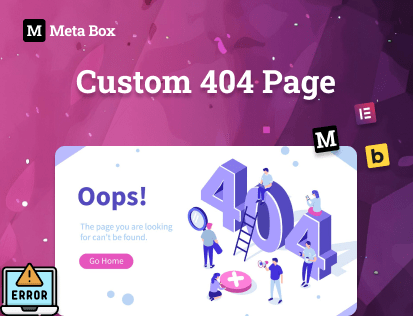 M Meta Box
Custom 404 Page
M
b
Oops!
404
The page you are looking
for can't be found.
Go Home
ERROR